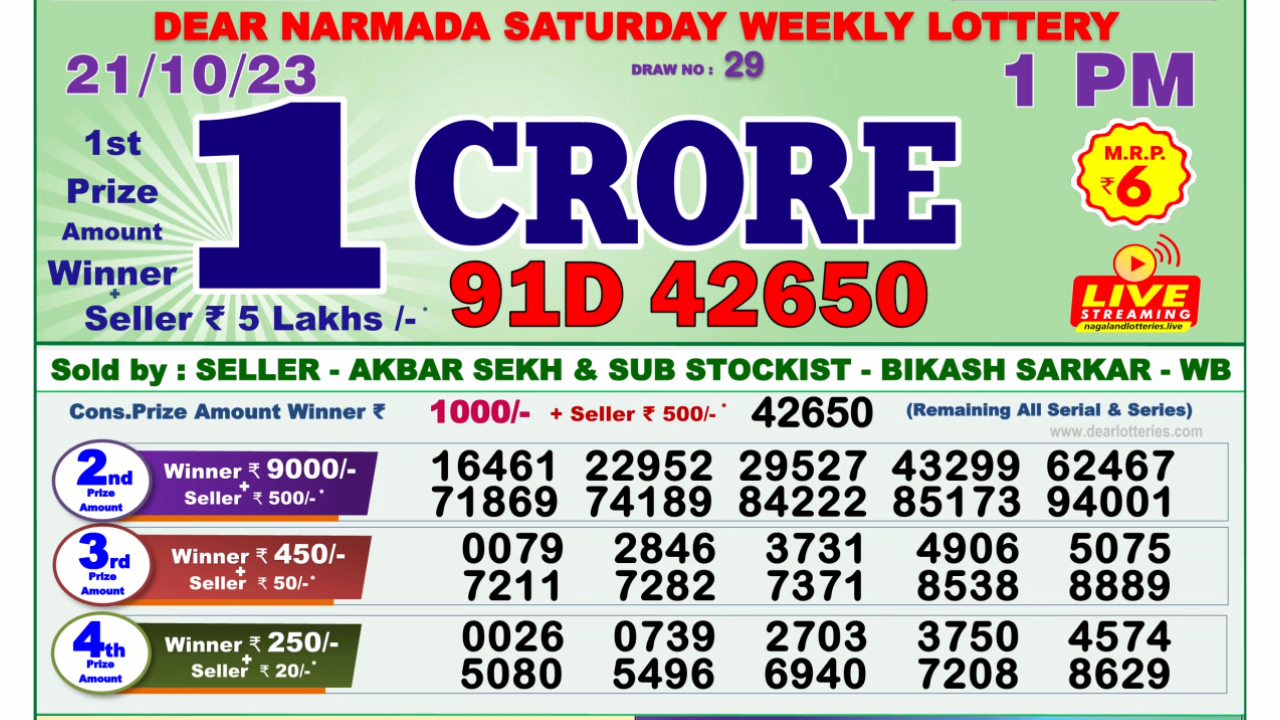 DEAR NARMADA SATURDAY WEEKLY LOTTERY
21/10/23
DRAW NO : 29
1 PM
1st
Prize
Amount
Winner
+
Seller ₹ 5 Lakhs /-*
1 CRORE
91D 42650
M.R.P.
₹6
LIVE
STREAMING
nagalandlotteries.live
Sold by : SELLER - AKBAR SEKH & SUB STOCKIST - BIKASH SARKAR - WB
Cons.Prize Amount Winner ₹ 1000/- + Seller ₹ 500/-* 42650 (Remaining All Serial & Series)
www.dearlotteries.com
2nd
Prize
Amount
Winner ₹ 9000/-
+
Seller ₹ 500/-*
16461 22952 29527 43299 62467
71869 74189 84222 85173 94001
3rd
Prize
Amount
Winner ₹ 450/-
+
Seller ₹ 50/-*
0079 2846 3731 4906 5075
7211 7282 7371 8538 8889
4th
Prize
Amount
Winner ₹ 250/-
+
Seller ₹ 20/-*
0026 0739 2703 3750 4574
5080 5496 6940 7208 8629